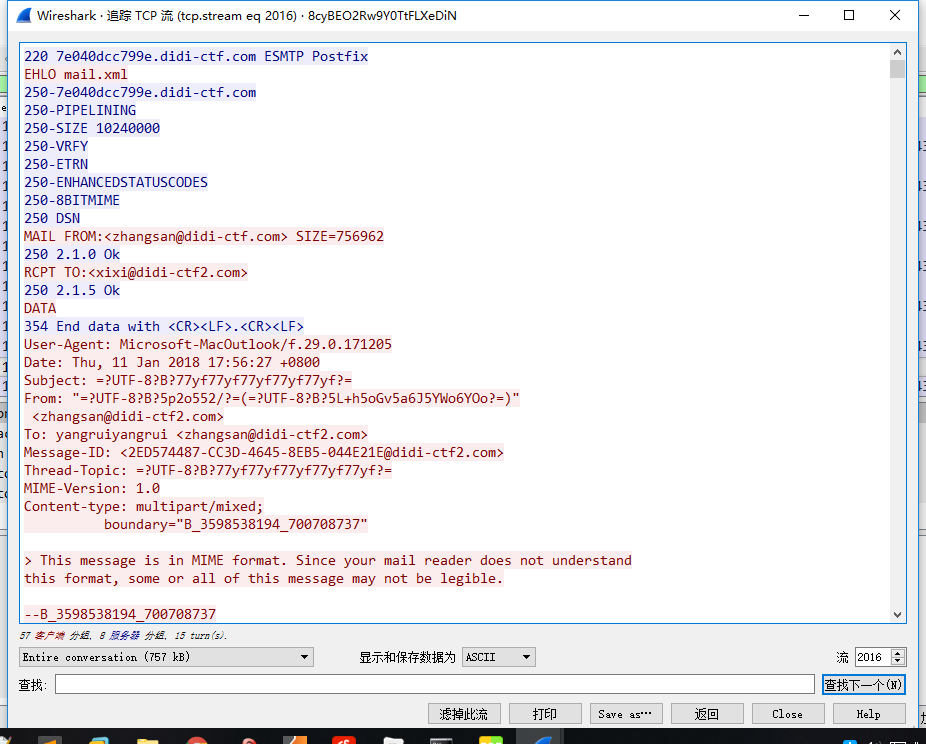 Wireshark · 追踪 TCP 流 (tcp.stream eq 2016) · 8cyBEO2Rw9Y0TtFLXeDiN
220 7e040dcc799e.didi-ctf.com ESMTP Postfix
EHLO mail.xml
250-7e040dcc799e.didi-ctf.com
250-PIPELINING
250-SIZE 10240000
250-VRFY
250-ETRN
250-ENHANCEDSTATUSCODES
250-8BITMIME
250 DSN
MAIL FROM:<zhangsan@didi-ctf.com> SIZE=756962
250 2.1.0 Ok
RCPT TO:<xixi@didi-ctf2.com>
250 2.1.5 Ok
DATA
354 End data with <CR><LF>.<CR><LF>
User-Agent: Microsoft-MacOutlook/f.29.0.171205
Date: Thu, 11 Jan 2018 17:56:27 +0800
Subject: =?UTF-8?B?77yf77yf77yf77yf77yf?=
From: "=?UTF-8?B?5p2o552/?=(=?UTF-8?B?5L+h5oGv5a6J5YWo6YOo?=)"
<zhangsan@didi-ctf2.com>
To: yangruiyangrui <zhangsan@didi-ctf2.com>
Message-ID: <2ED574487-CC3D-4645-8EB5-044E21E@didi-ctf2.com>
Thread-Topic: =?UTF-8?B?77yf77yf77yf77yf77yf?=
MIME-Version: 1.0
Content-type: multipart/mixed;
boundary="B_3598538194_700708737"
> This message is in MIME format. Since your mail reader does not understand
this format, some or all of this message may not be legible.
--B_3598538194_700708737
57 客户端 分组, 8 服务器 分组, 15 turn(s).
Entire conversation (757 kB)
显示和保存数据为 ASCII
流 2016
查找:
查找下一个(N)
滤掉此流
打印
Save as…
返回
Close
Help